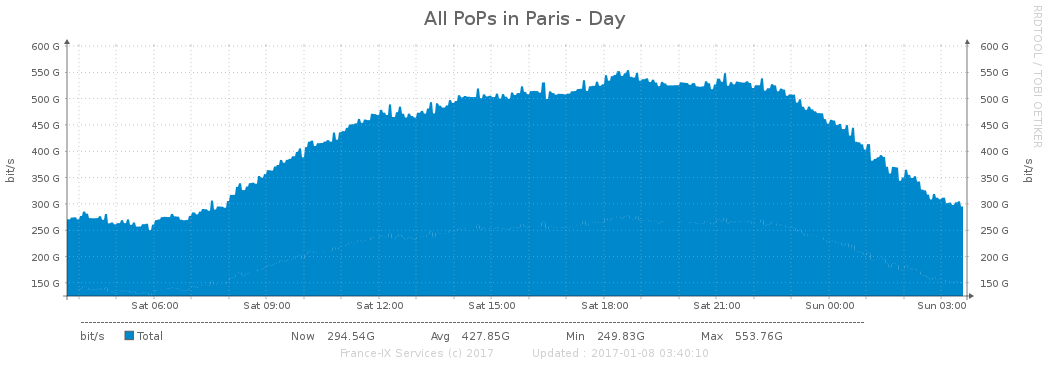 All PoPs in Paris - Day
RRDTOOL / TOBI OETIKER
bit/s
600 G 600 G
550 G 550 G
500 G 500 G
450 G 450 G
400 G 400 G
350 G 350 G
300 G 300 G
250 G 250 G
200 G 200 G
150 G 150 G
bit/s
Sat 06:00 Sat 09:00 Sat 12:00 Sat 15:00 Sat 18:00 Sat 21:00 Sun 00:00 Sun 03:00
bit/s Total Now 294.54G Avg 427.85G Min 249.83G Max 553.76G
France-IX Services (c) 2017 Updated : 2017-01-08 03:40:10